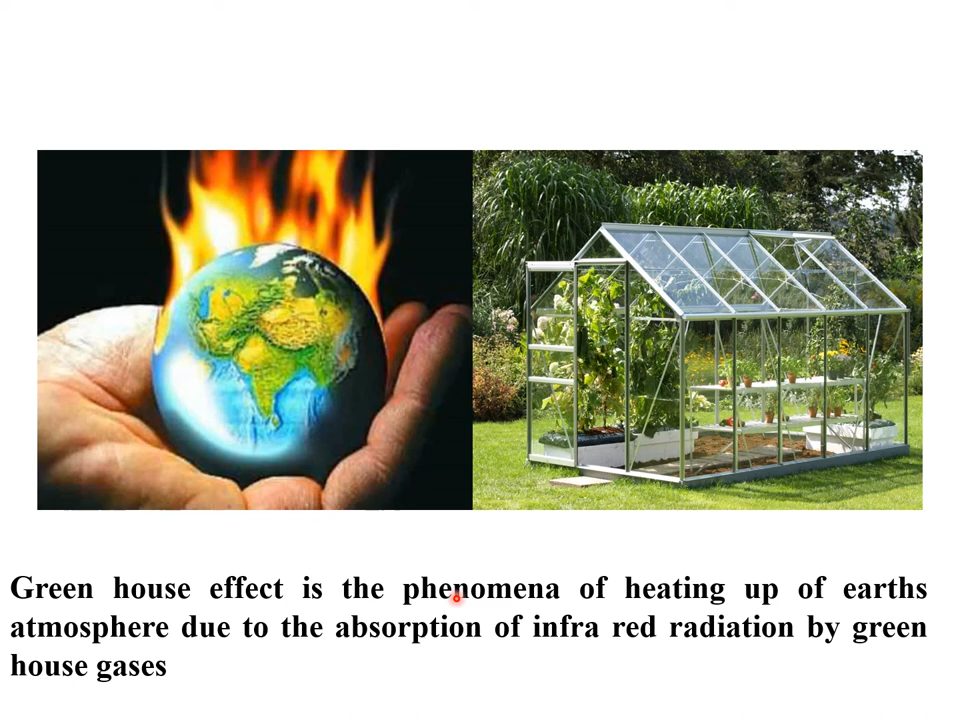 Green house effect is the phenomena of heating up of earths
atmosphere due to the absorption of infra red radiation by green
house gases